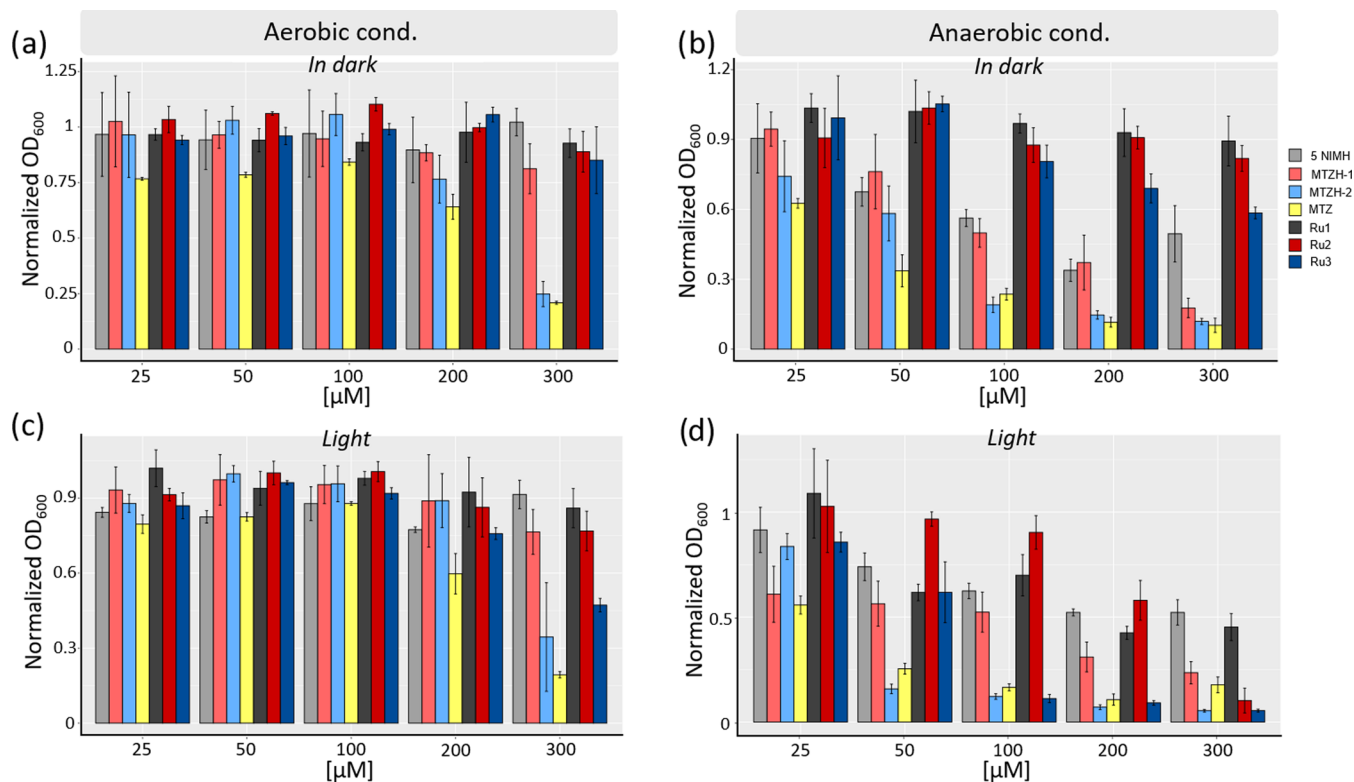 (a)
Aerobic cond.
In dark
Normalized OD600
1.25
1
0.75
0.5
0.25
0
25 50 100 200 300
[µM]
(b)
Anaerobic cond.
In dark
Normalized OD600
1.2
0.9
0.6
0.3
0
25 50 100 200 300
[µM]
5 NIMH
MTZH-1
MTZH-2
MTZ
Ru1
Ru2
Ru3
(c)
Light
Normalized OD600
0.9
0.6
0.3
0
25 50 100 200 300
[µM]
(d)
Light
Normalized OD600
1
0.5
0
25 50 100 200 300
[µM]